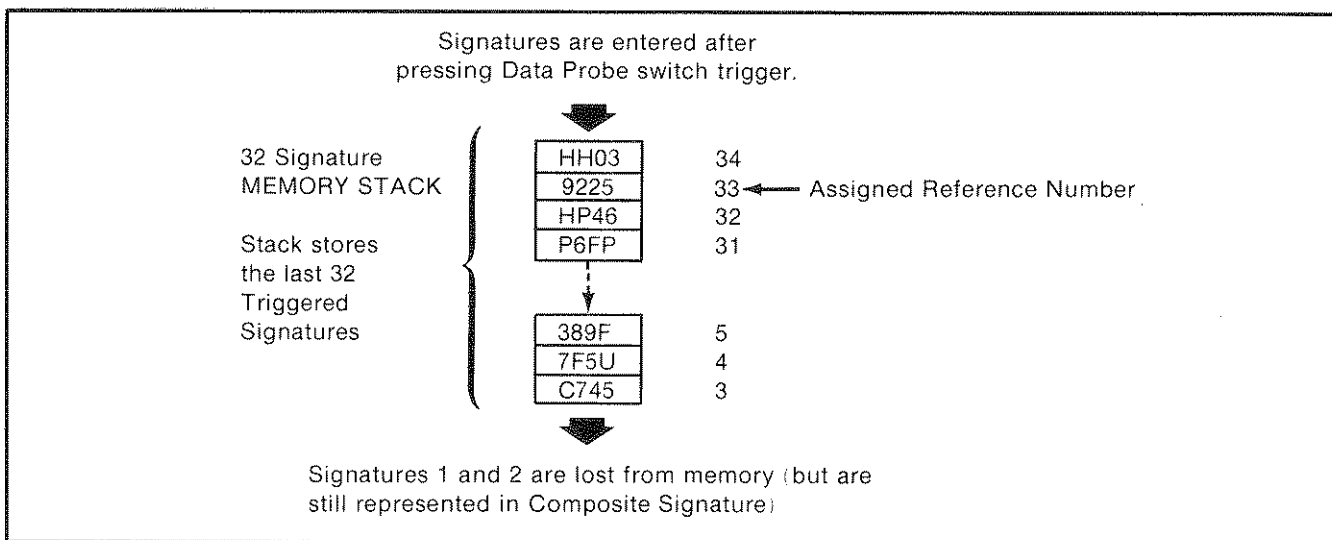 Signatures are entered after
pressing Data Probe switch trigger.
32 Signature
MEMORY STACK
Stack stores
the last 32
Triggered
Signatures
HH03 34
9225 33 Assigned Reference Number
HP46 32
P6FP 31
389F 5
7F5U 4
C745 3
Signatures 1 and 2 are lost from memory (but are
still represented in Composite Signature)